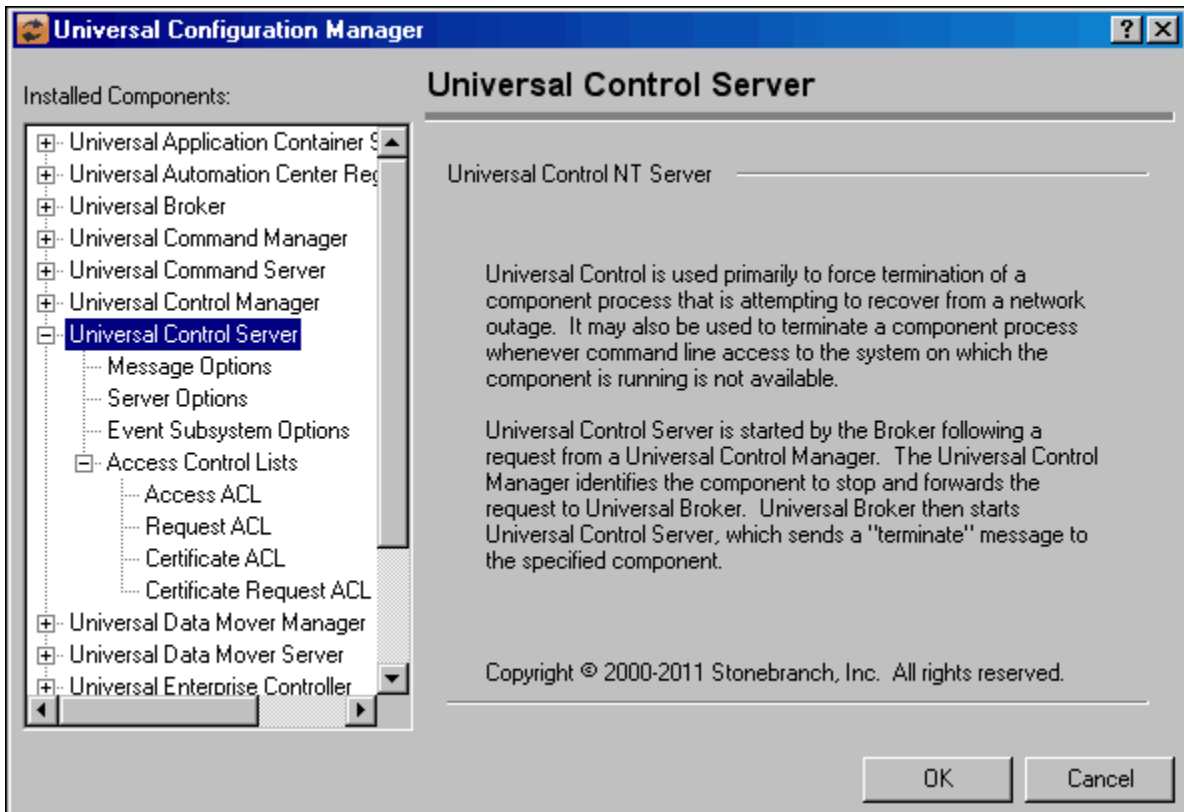 Universal Configuration Manager
Installed Components:
Universal Application Container S
Universal Automation Center Reg
Universal Broker
Universal Command Manager
Universal Command Server
Universal Control Manager
Universal Control Server
Message Options
Server Options
Event Subsystem Options
Access Control Lists
Access ACL
Request ACL
Certificate ACL
Certificate Request ACL
Universal Data Mover Manager
Universal Data Mover Server
Universal Enterprise Controller
Universal Control Server
Universal Control NT Server
Universal Control is used primarily to force termination of a
component process that is attempting to recover from a network
outage.  It may also be used to terminate a component process
whenever command line access to the system on which the
component is running is not available.
Universal Control Server is started by the Broker following a
request from a Universal Control Manager.  The Universal Control
Manager identifies the component to stop and forwards the
request to Universal Broker.  Universal Broker then starts
Universal Control Server, which sends a "terminate" message to
the specified component.
Copyright © 2000-2011 Stonebranch, Inc.  All rights reserved.
OK
Cancel